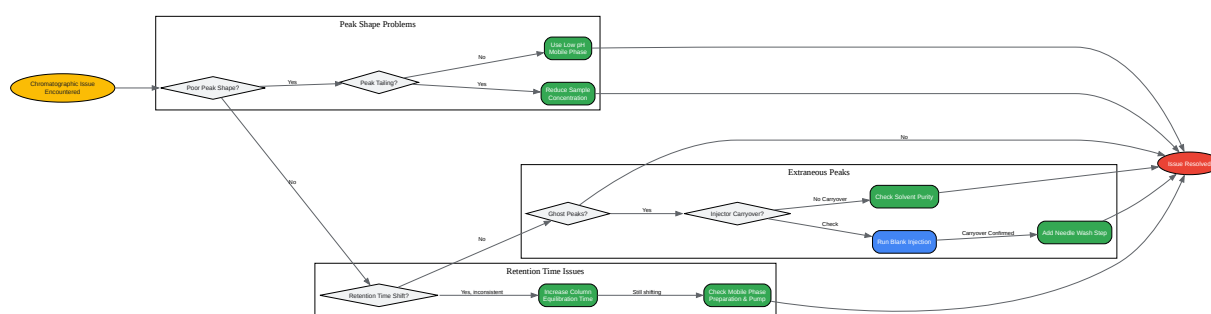 Peak Shape Problems
Chromatographic Issue
Encountered
Poor Peak Shape?
Yes
Peak Tailing?
No
Use Low pH
Mobile Phase
Yes
Reduce Sample
Concentration
No
No
Issue Resolved
Extraneous Peaks
Ghost Peaks?
Yes
Injector Carryover?
No Carryover
Check Solvent Purity
Check
Run Blank Injection
Carryover Confirmed
Add Needle Wash Step
No
Retention Time Issues
Retention Time Shift?
Yes, inconsistent
Increase Column
Equilibration Time
Still shifting
Check Mobile Phase
Preparation & Pump